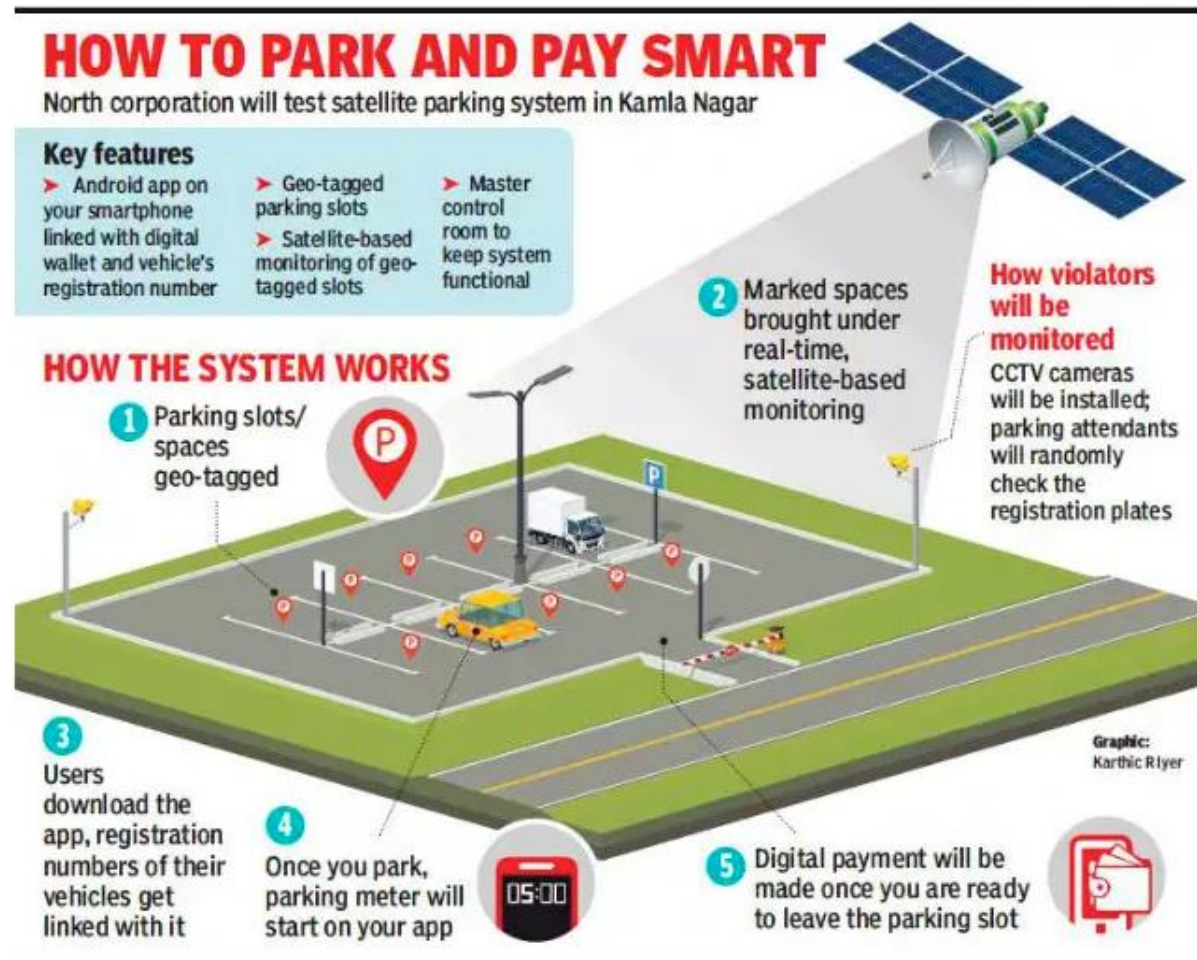 HOW TO PARK AND PAY SMART
North corporation will test satellite parking system in Kamla Nagar
Key features
➤ Android app on
your smartphone
linked with digital
wallet and vehicle's
registration number
➤ Geo-tagged
parking slots
➤ Satellite-based
monitoring of geo-
tagged slots
➤ Master
control
room to
keep system
functional
HOW THE SYSTEM WORKS
1 Parking slots/
spaces
geo-tagged
P
2 Marked spaces
brought under
real-time,
satellite-based
monitoring
How violators
will be
monitored
CCTV cameras
will be installed;
parking attendants
will randomly
check the
registration plates
P
P
P
P
P
P
P
P
P
3
Users
download the
app, registration
numbers of their
vehicles get
linked with it
4
Once you park,
parking meter will
start on your app
05:00
5 Digital payment will be
made once you are ready
to leave the parking slot
Graphic:
Karthic R Iyer